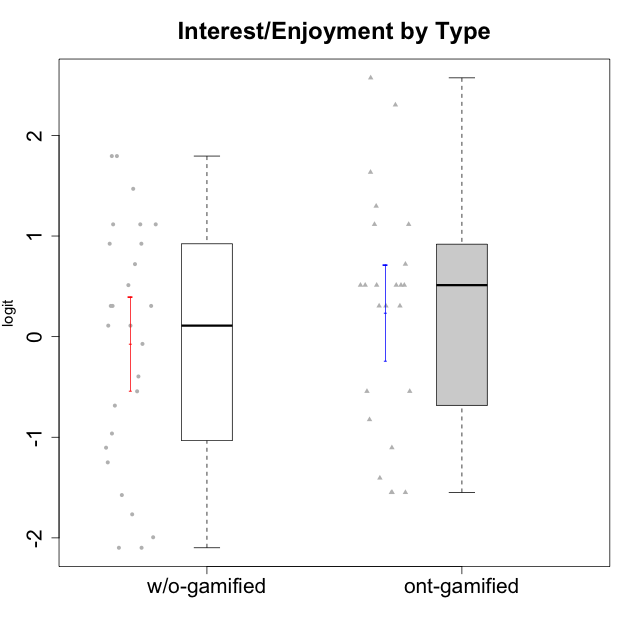 Interest/Enjoyment by Type
logit
2
1
0
-1
-2
w/o-gamified
ont-gamified